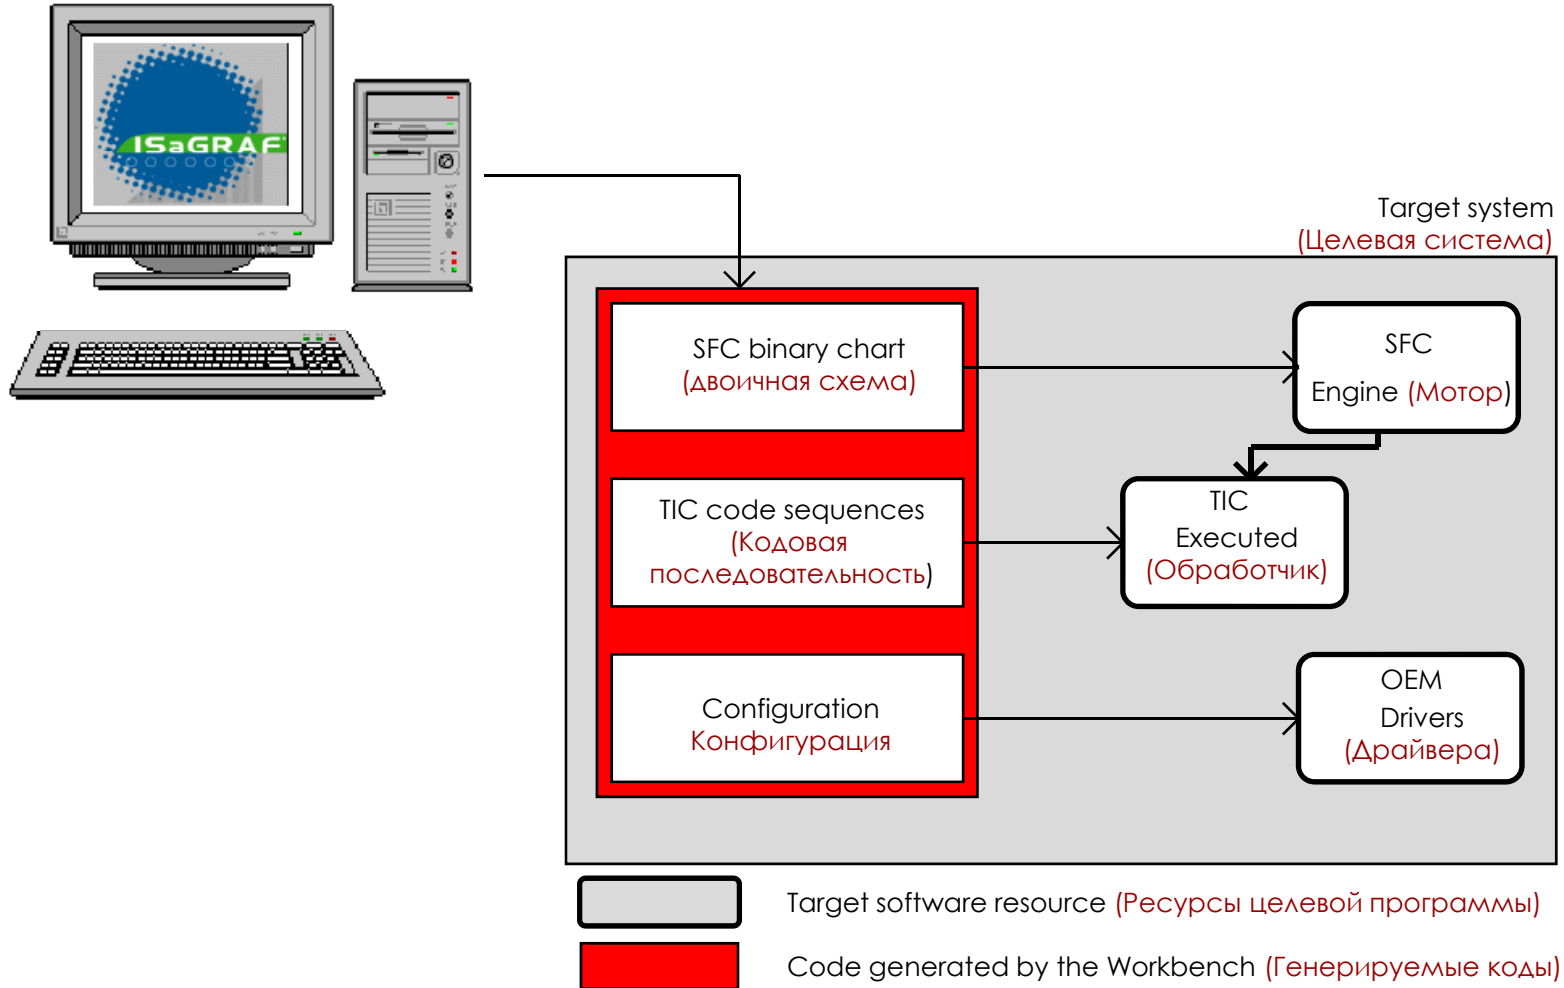 ISaGRAF
Target system
(Целевая система)
SFC binary chart
(двоичная схема)
SFC
Engine (Мотор)
TIC code sequences
(Кодовая
последовательность)
TIC
Executed
(Обработчик)
Configuration
Конфигурация
OEM
Drivers
(Драйвера)
Target software resource (Ресурсы целевой программы)
Code generated by the Workbench (Генерируемые коды)